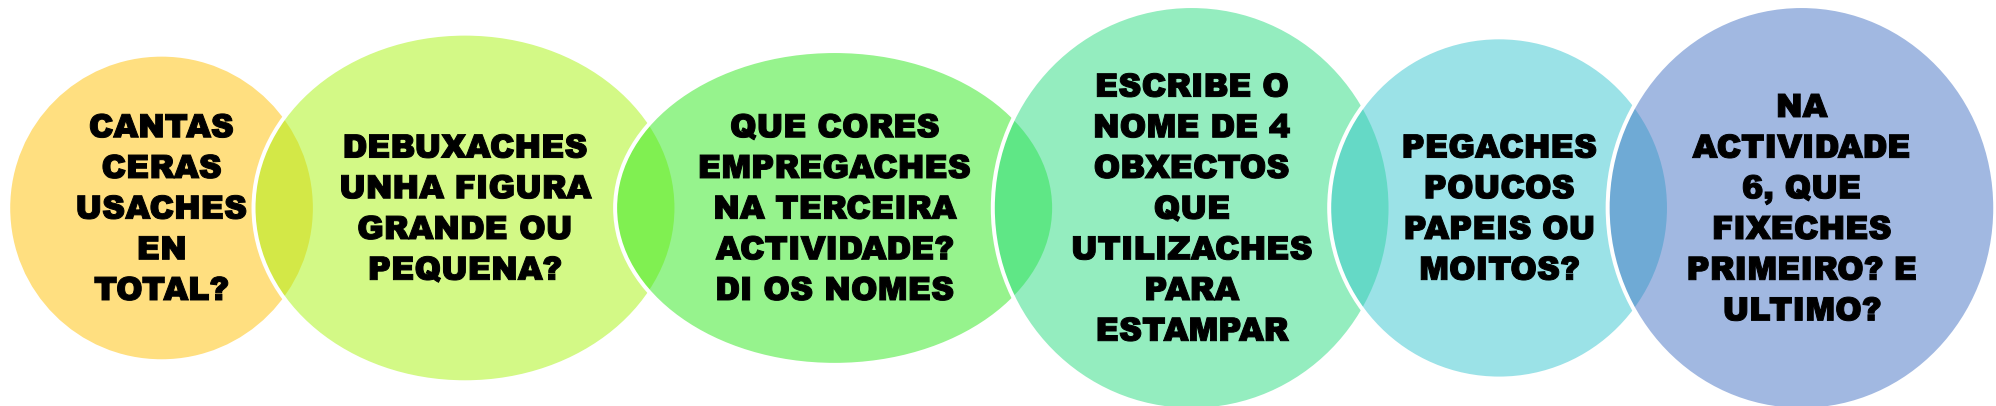 CANTAS
CERAS
USACHES
EN
TOTAL?
DEBUXACHES
UNHA FIGURA
GRANDE OU
PEQUENA?
QUE CORES
EMPREGACHES
NA TERCEIRA
ACTIVIDADE?
DI OS NOMES
ESCRIBE O
NOME DE 4
OBXECTOS
QUE
UTILIZACHES
PARA
ESTAMPAR
PEGACHES
POUCOS
PAPEIS OU
MOITOS?
NA
ACTIVIDADE
6, QUE
FIXECHES
PRIMEIRO? E
ULTIMO?